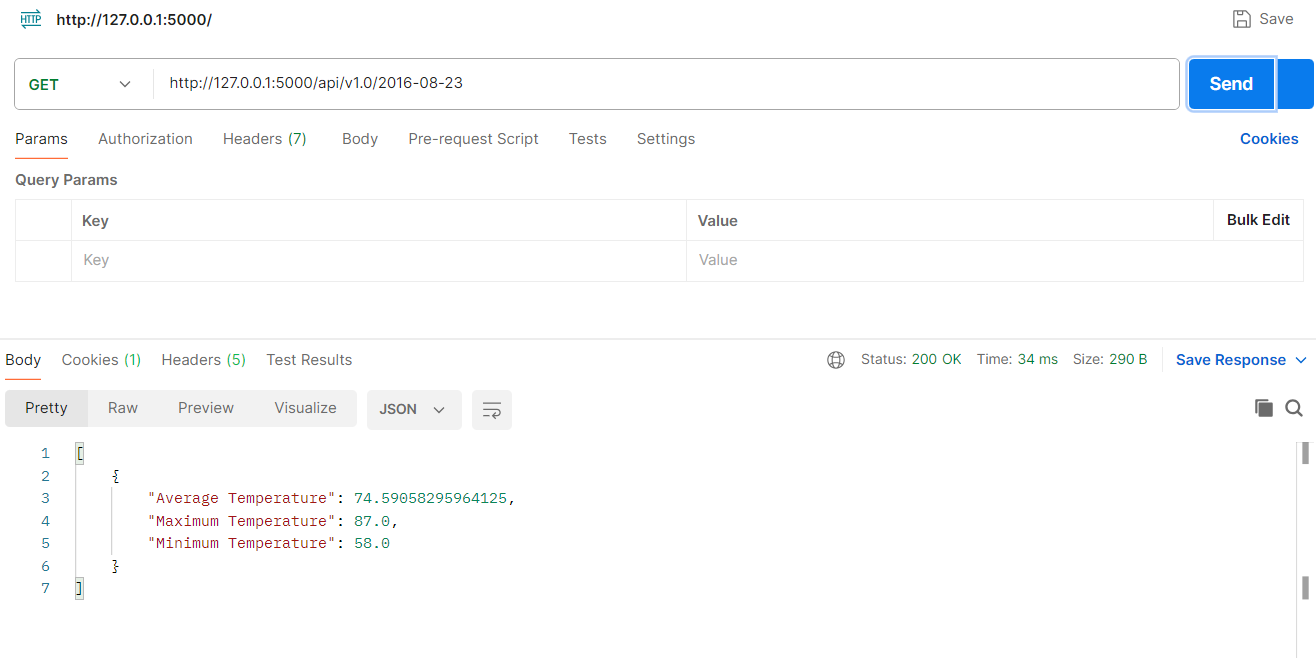 HTTP http://127.0.0.1:5000/ Save
GET http://127.0.0.1:5000/api/v1.0/2016-08-23 Send
Params Authorization Headers (7) Body Pre-request Script Tests Settings Cookies
Query Params
Key Value Bulk Edit
Key Value
Body Cookies (1) Headers (5) Test Results Status: 200 OK Time: 34 ms Size: 290 B Save Response
Pretty Raw Preview Visualize JSON
1 [
2 {
3 "Average Temperature": 74.59058295964125,
4 "Maximum Temperature": 87.0,
5 "Minimum Temperature": 58.0
6 }
7 ]